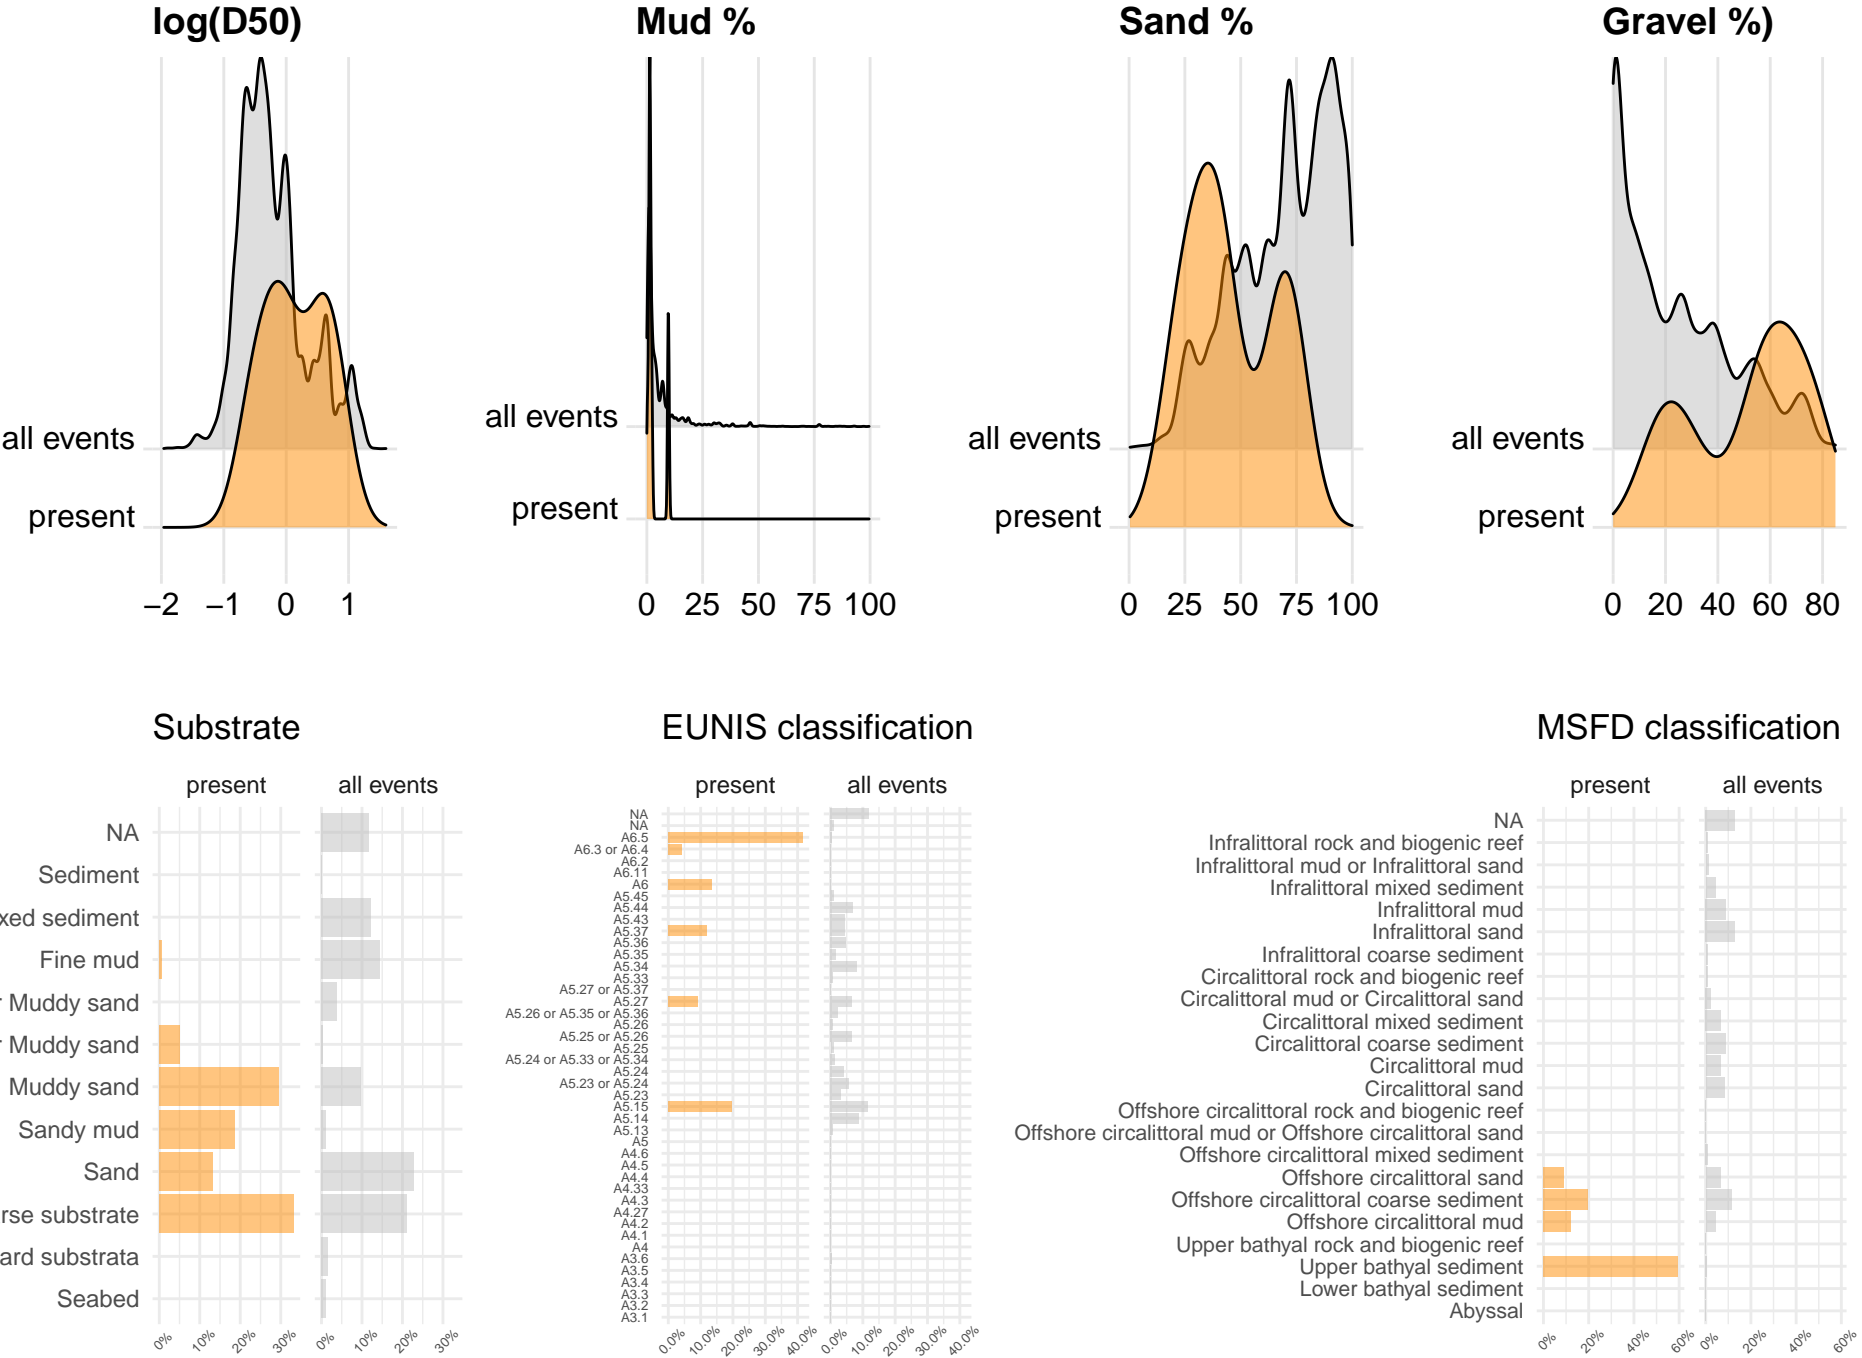 log(D50)
Mud %
Sand %
Gravel %)
all events
present
−2 −1 0 1
all events
present
0 25 50 75 100
all events
present
0 25 50 75 100
all events
present
0 20 40 60 80
Substrate
present all events
NA
Sediment
xed sediment
Fine mud
r Muddy sand
r Muddy sand
Muddy sand
Sandy mud
Sand
rse substrate
ard substrata
Seabed
0% 10% 20% 30% 0% 10% 20% 30%
EUNIS classification
present all events
NA
NA
A6.5
A6.3 or A6.4
A6.2
A6.11
A6
A5.45
A5.44
A5.43
A5.37
A5.36
A5.35
A5.34
A5.33
A5.27 or A5.37
A5.27
A5.26 or A5.35 or A5.36
A5.26
A5.25 or A5.26
A5.25
A5.24 or A5.33 or A5.34
A5.24
A5.23 or A5.24
A5.23
A5.15
A5.14
A5.13
A5
A4.6
A4.5
A4.4
A4.33
A4.3
A4.27
A4.2
A4.1
A4
A3.6
A3.5
A3.4
A3.3
A3.2
A3.1
0.0% 10.0% 20.0% 30.0% 40.0% 0.0% 10.0% 20.0% 30.0% 40.0%
MSFD classification
present all events
NA
Infralittoral rock and biogenic reef
Infralittoral mud or Infralittoral sand
Infralittoral mixed sediment
Infralittoral mud
Infralittoral sand
Infralittoral coarse sediment
Circalittoral rock and biogenic reef
Circalittoral mud or Circalittoral sand
Circalittoral mixed sediment
Circalittoral coarse sediment
Circalittoral mud
Circalittoral sand
Offshore circalittoral rock and biogenic reef
Offshore circalittoral mud or Offshore circalittoral sand
Offshore circalittoral mixed sediment
Offshore circalittoral sand
Offshore circalittoral coarse sediment
Offshore circalittoral mud
Upper bathyal rock and biogenic reef
Upper bathyal sediment
Lower bathyal sediment
Abyssal
0% 20% 40% 60% 0% 20% 40% 60%